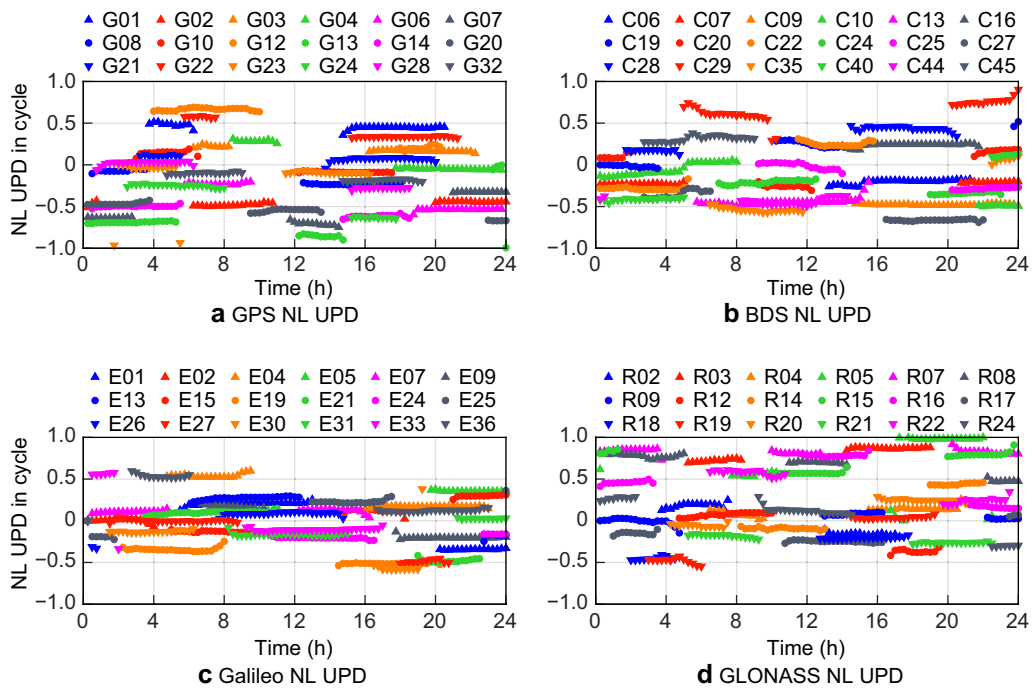 G01 G02 G03 G04 G06 G07
G08 G10 G12 G13 G14 G20
G21 G22 G23 G24 G28 G32
NL UPD in cycle
1.0
0.5
0
−0.5
−1.0
0 4 8 12 16 20 24
Time (h)
a GPS NL UPD
C06 C07 C09 C10 C13 C16
C19 C20 C22 C24 C25 C27
C28 C29 C35 C40 C44 C45
1.0
0.5
0
−0.5
−1.0
0 4 8 12 16 20 24
Time (h)
b BDS NL UPD
E01 E02 E04 E05 E07 E09
E13 E15 E19 E21 E24 E25
E26 E27 E30 E31 E33 E36
NL UPD in cycle
1.0
0.5
0
−0.5
−1.0
0 4 8 12 16 20 24
Time (h)
c Galileo NL UPD
R02 R03 R04 R05 R07 R08
R09 R12 R14 R15 R16 R17
R18 R19 R20 R21 R22 R24
1.0
0.5
0
−0.5
−1.0
0 4 8 12 16 20 24
Time (h)
d GLONASS NL UPD